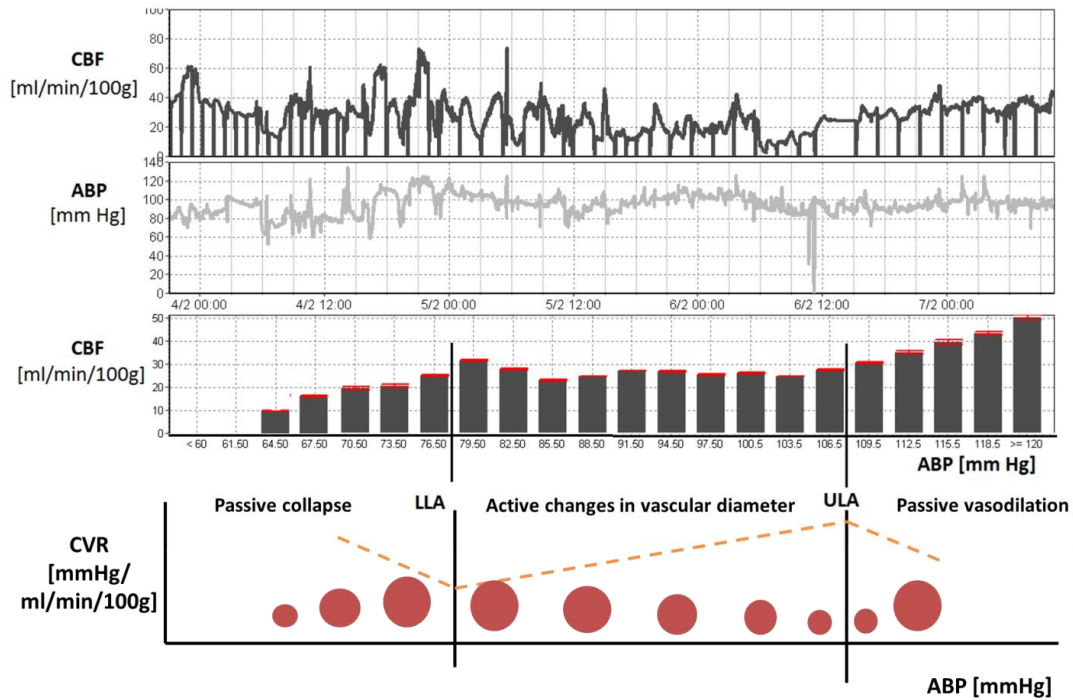 100
CBF
[ml/min/100g]
80
60
40
20
0
140
ABP
[mm Hg]
120
100
80
60
40
20
0
4/2 00:00 4/2 12:00 5/2 00:00 5/2 12:00 6/2 00:00 6/2 12:00 7/2 00:00
CBF
[ml/min/100g]
50
40
30
20
10
0
< 60 61.50 64.50 67.50 70.50 73.50 76.50 79.50 82.50 85.50 88.50 91.50 94.50 97.50 100.5 103.5 106.5 109.5 112.5 115.5 118.5 >= 120
ABP [mm Hg]
Passive collapse LLA Active changes in vascular diameter ULA Passive vasodilation
CVR
[mmHg/
ml/min/100g]
ABP [mmHg]